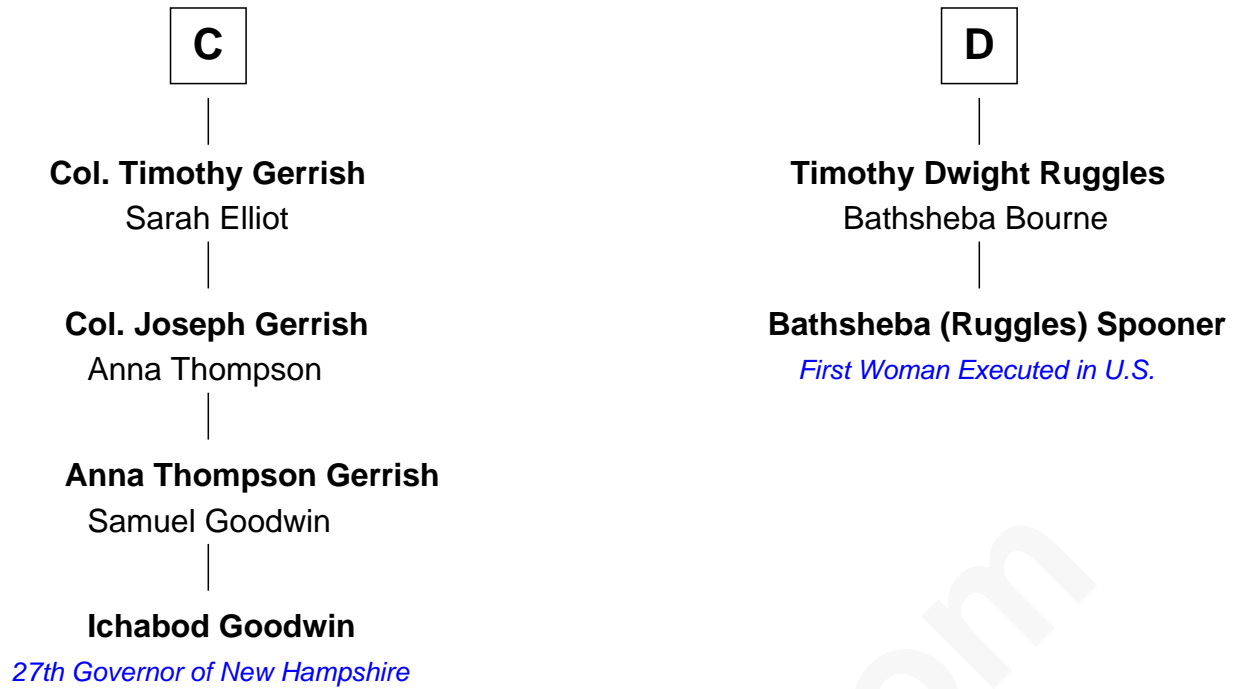 C
Col. Timothy Gerrish
Sarah Elliot
Col. Joseph Gerrish
Anna Thompson
Anna Thompson Gerrish
Samuel Goodwin
Ichabod Goodwin
27th Governor of New Hampshire
D
Timothy Dwight Ruggles
Bathsheba Bourne
Bathsheba (Ruggles) Spooner
First Woman Executed in U.S.
om